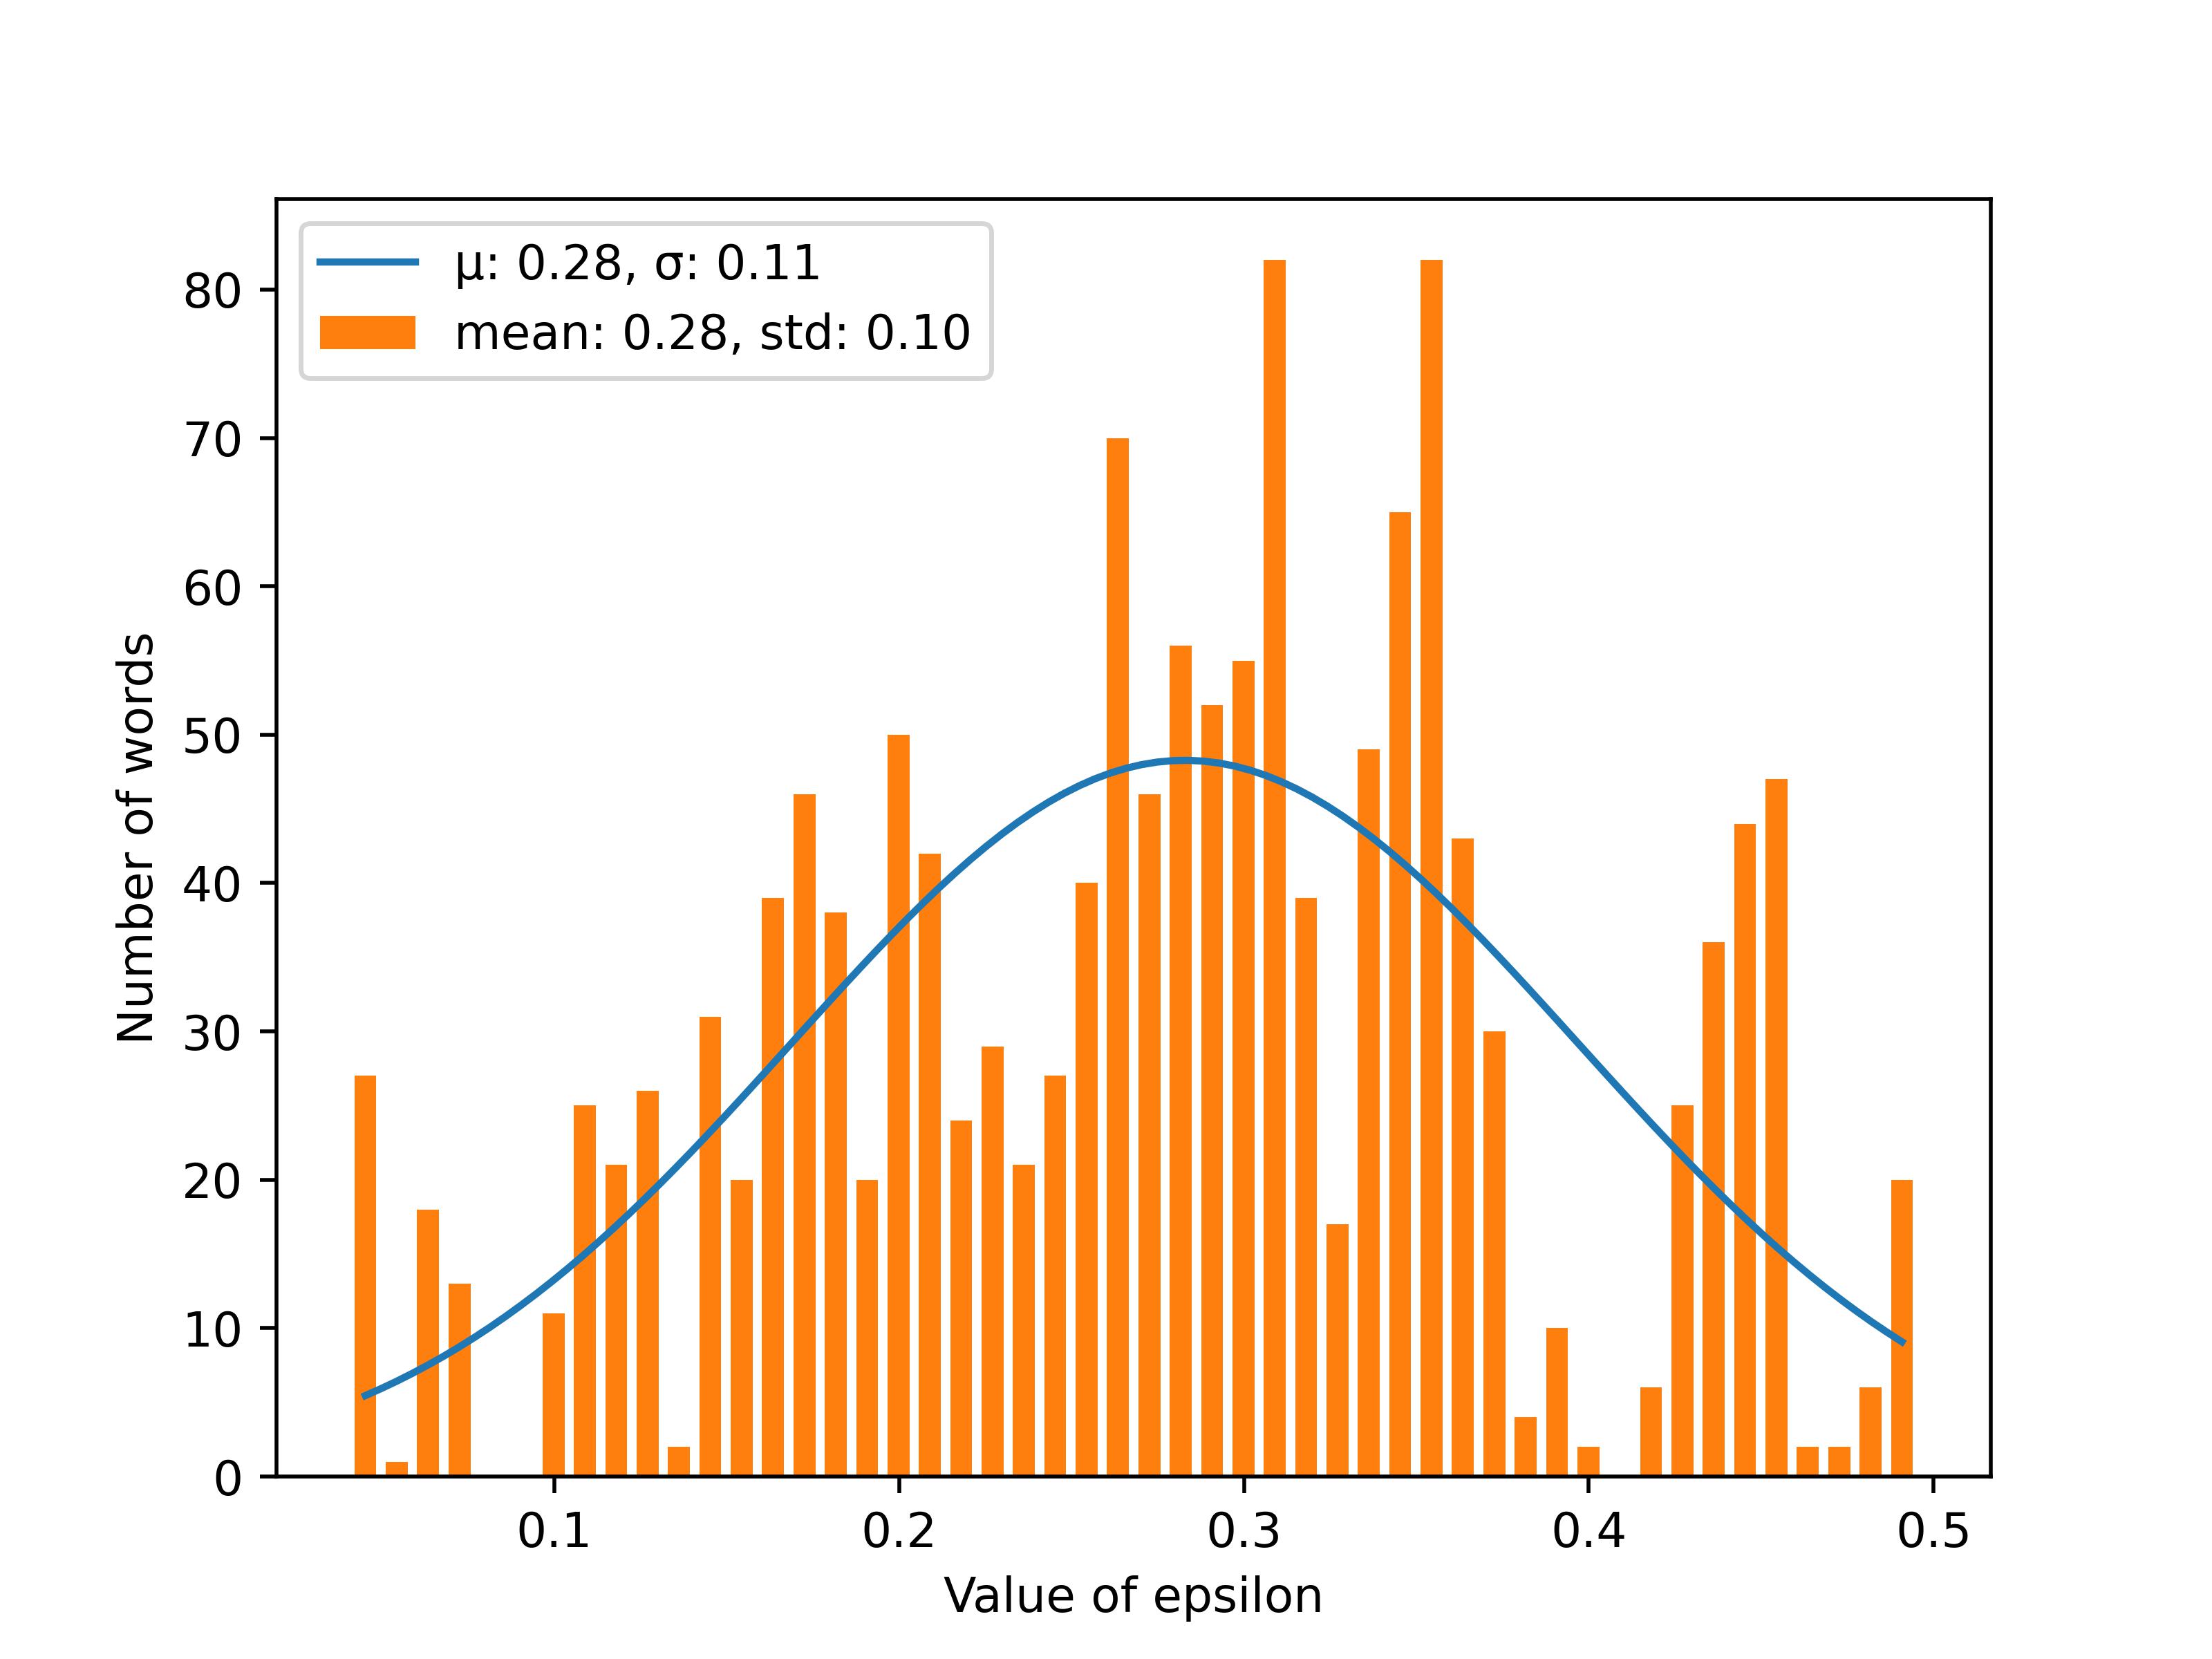 μ: 0.28, σ: 0.11
mean: 0.28, std: 0.10
80
70
60
50
40
30
20
10
0
Number of words
0.1 0.2 0.3 0.4 0.5
Value of epsilon